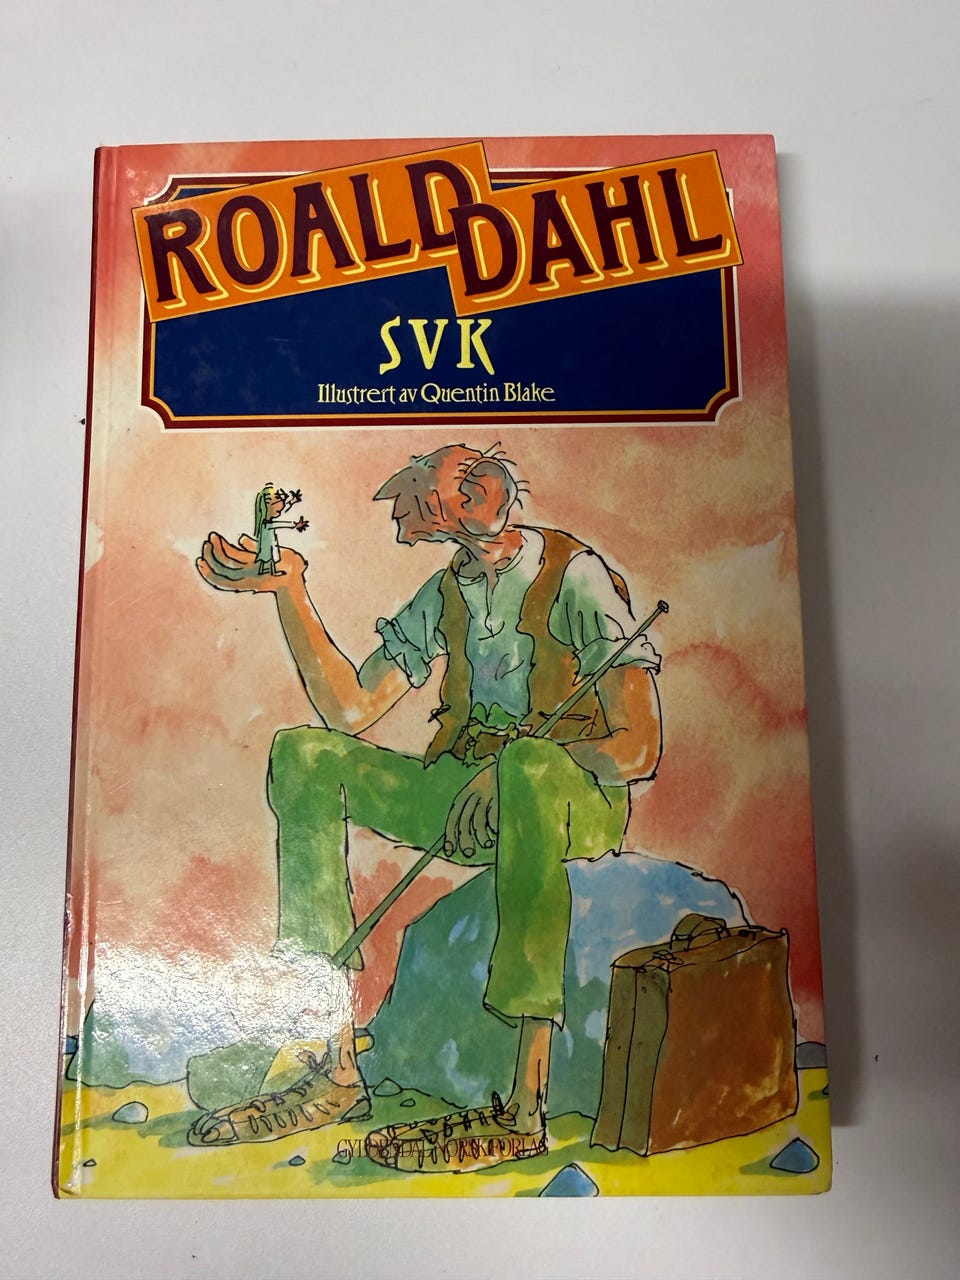 ROALD DAHL
SVK
Illustrert av Quentin Blake
GYLDENDAL NORSK FORLAG